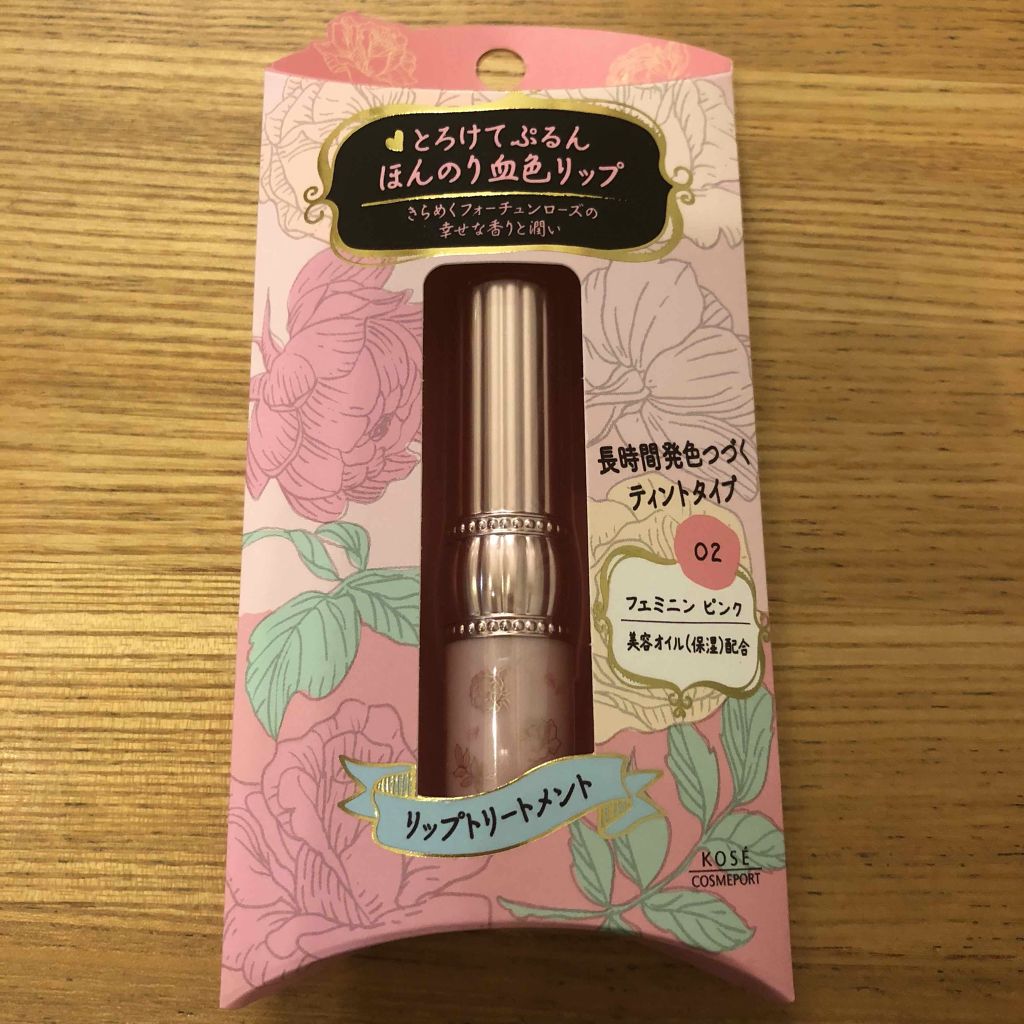 とろけてぷるん
ほんのり血色リップ
きらめくフォーチュンローズの
幸せな香りと潤い
長時間発色つづく
ティントタイプ
02
フェミニン ピンク
美容オイル(保湿)配合
リップトリートメント
KOSÉ
COSMEPORT